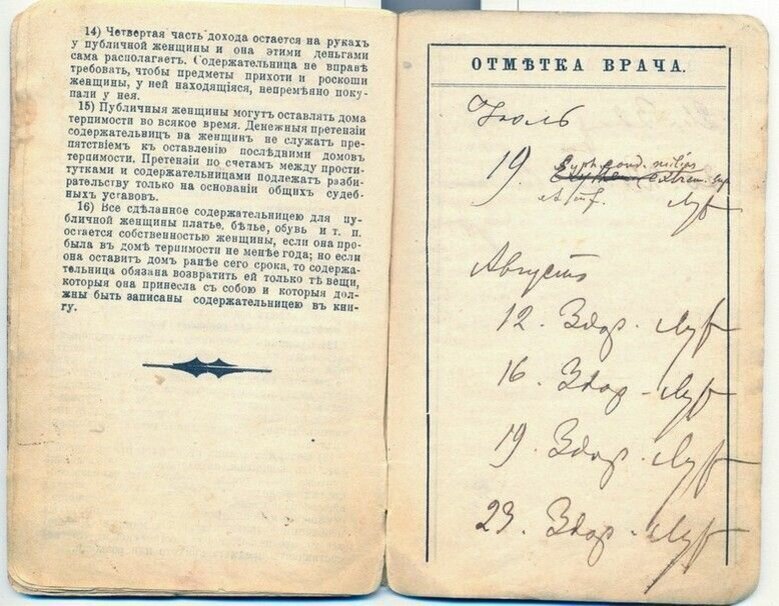 14) Четвертая часть дохода остается на рукахъ
у публичной женщины и она этими деньгами
сама располагаетъ. Содержательница не вправѣ
требовать, чтобы предметы прихоти и роскоши
женщины, у ней находящіяся, непремѣнно поку-
пали у нея.
15) Публичныя женщины могутъ оставлять дома
терпимости во всякое время. Денежныя претензіи
содержательницъ на женщинъ не служатъ пре-
пятствіемъ къ оставленію послѣдними домовъ
терпимости. Претензіи по счетамъ между прости-
тутками и содержательницами подлежатъ разби-
рательству только на основаніи общихъ судеб-
ныхъ уставовъ.
16) Все сдѣланное содержательницею для пу-
бличной женщины платье, бѣлье, обувь и т. п.
остается собственностью женщины, если она про-
была въ домѣ терпимости не менѣе года; но если
она оставитъ домъ ранѣе сего срока, то содержа-
тельница обязана возвратить ей только тѣ вещи,
которыя она принесла съ собою и которыя дол-
жны быть записаны содержательницею въ кни-
гу.
ОТМѢТКА ВРАЧА.
Іюль
19.
Августъ
12. Здор.
16. Здор.
19. Здор.
23. Здор.